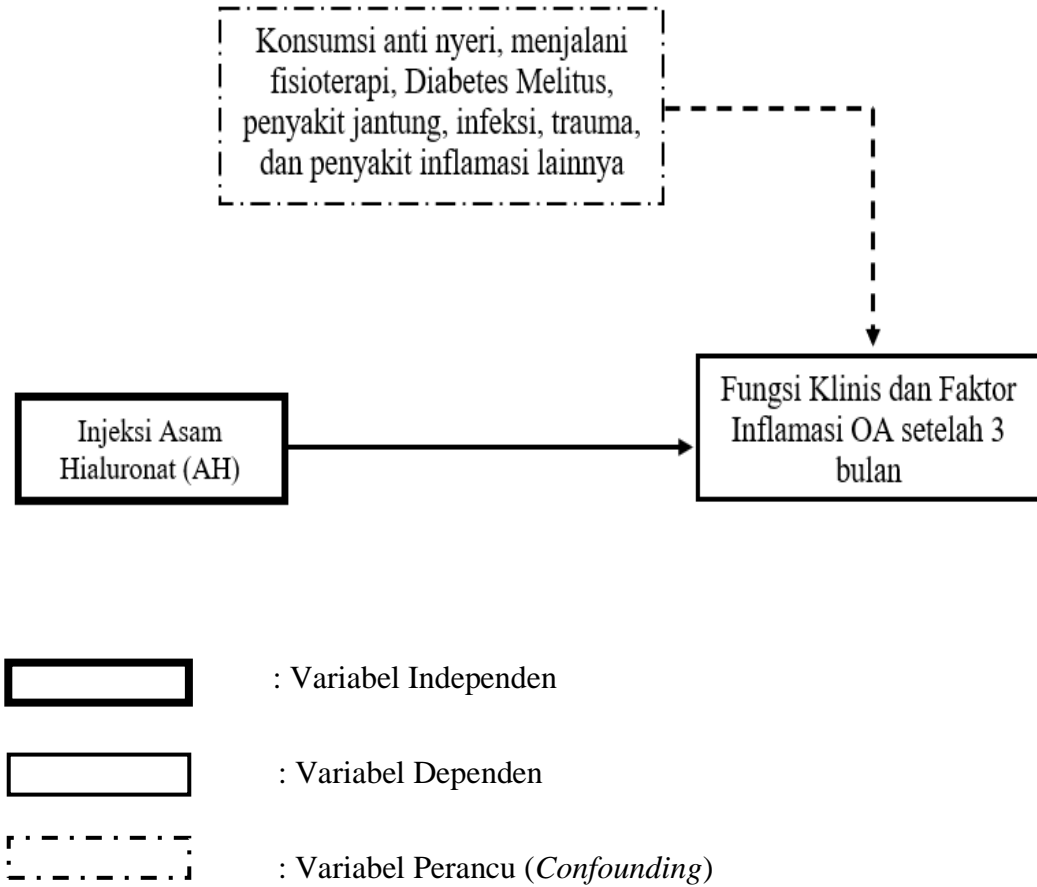 Konsumsi anti nyeri, menjalani
fisioterapi, Diabetes Melitus,
penyakit jantung, infeksi, trauma,
dan penyakit inflamasi lainnya
Injeksi Asam
Hialuronat (AH)
Fungsi Klinis dan Faktor
Inflamasi OA setelah 3
bulan
: Variabel Independen
: Variabel Dependen
: Variabel Perancu (Confounding)